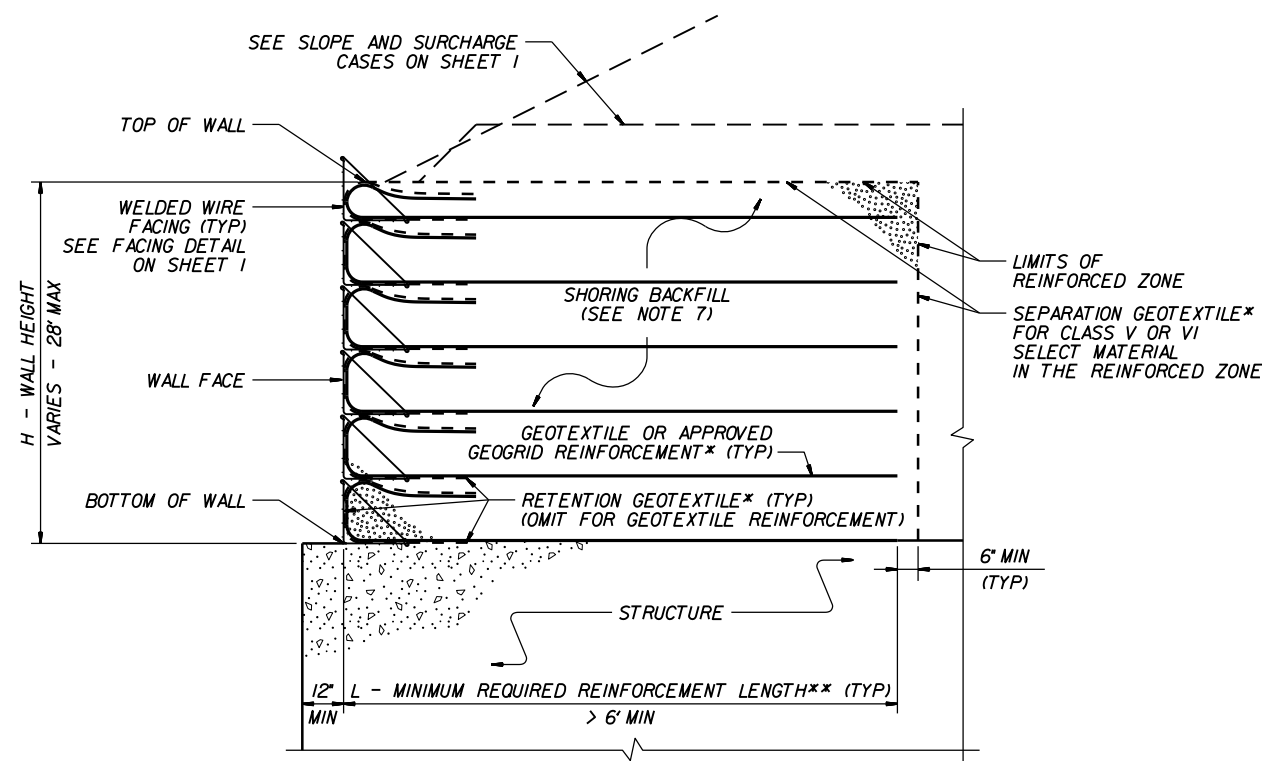 SEE SLOPE AND SURCHARGE
CASES ON SHEET 1
TOP OF WALL
WELDED WIRE
FACING (TYP)
SEE FACING DETAIL
ON SHEET 1
LIMITS OF
REINFORCED ZONE
SHORING BACKFILL
(SEE NOTE 7)
SEPARATION GEOTEXTILE*
FOR CLASS V OR VI
SELECT MATERIAL
IN THE REINFORCED ZONE
H - WALL HEIGHT
VARIES - 28' MAX
WALL FACE
GEOTEXTILE OR APPROVED
GEOGRID REINFORCEMENT* (TYP)
BOTTOM OF WALL
RETENTION GEOTEXTILE* (TYP)
(OMIT FOR GEOTEXTILE REINFORCEMENT)
6" MIN
(TYP)
STRUCTURE
12"
MIN
L - MINIMUM REQUIRED REINFORCEMENT LENGTH** (TYP)
> 6' MIN